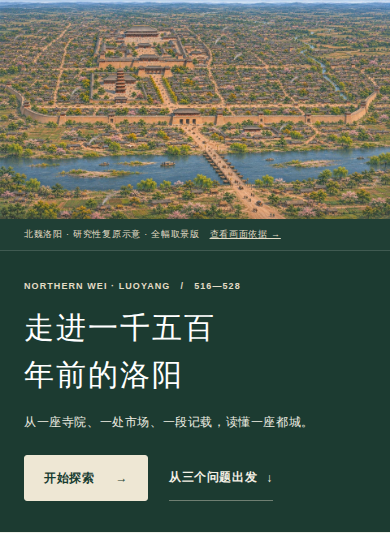 北魏洛阳 · 研究性复原示意 · 全幅取景版 查看画面依据 →
NORTHERN WEI · LUOYANG / 516—528
走进一千五百
年前的洛阳
从一座寺院、一处市场、一段记载，读懂一座都城。
开始探索 → 从三个问题出发 ↓